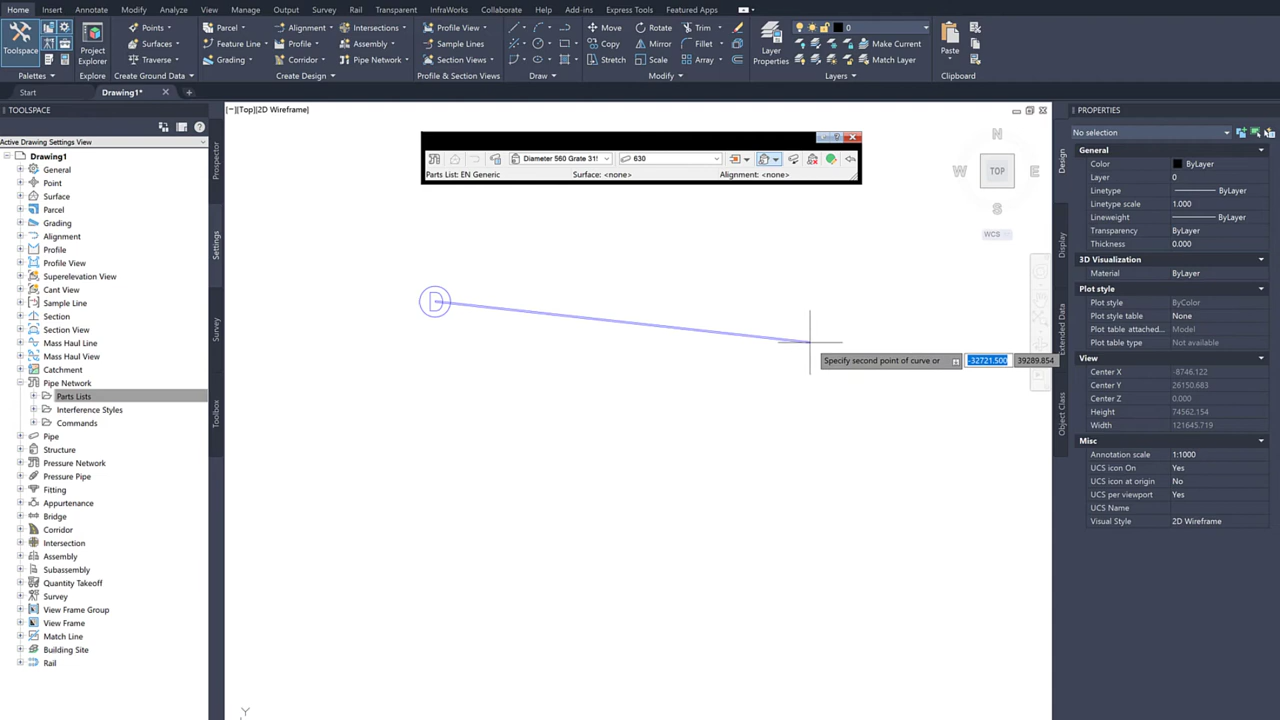 Home Insert Annotate Modify Analyze View Manage Output Survey Rail Transparent InfraWorks Collaborate Help Add-ins Express Tools Featured Apps
Toolspace
Project Explorer
Points
Surfaces
Traverse
Parcel
Feature Line
Grading
Alignment
Profile
Corridor
Intersections
Assembly
Pipe Network
Profile View
Sample Lines
Section Views
Move
Copy
Stretch
Rotate
Mirror
Scale
Trim
Fillet
Array
Layer Properties
0
Make Current
Match Layer
Paste
Palettes Explore Create Ground Data Create Design Profile & Section Views Draw Modify Layers Clipboard
Start Drawing1*
TOOLSPACE
Active Drawing Settings View
Drawing1
General
Point
Surface
Parcel
Grading
Alignment
Profile
Profile View
Superelevation View
Cant View
Sample Line
Section
Section View
Mass Haul Line
Mass Haul View
Catchment
Pipe Network
Parts Lists
Interference Styles
Commands
Pipe
Structure
Pressure Network
Pressure Pipe
Fitting
Appurtenance
Bridge
Corridor
Intersection
Assembly
Subassembly
Quantity Takeoff
Survey
View Frame Group
View Frame
Match Line
Building Site
Rail
Prospector
Settings
Survey
Toolbox
[−][Top][2D Wireframe]
Diameter 560 Grate 31! 630
Parts List: EN Generic Surface: <none> Alignment: <none>
N
W TOP E
S
WCS
D
Specify second point of curve or -32721.500 39289.854
Y
PROPERTIES
No selection
General
Color ByLayer
Layer 0
Linetype ByLayer
Linetype scale 1.000
Lineweight ByLayer
Transparency ByLayer
Thickness 0.000
3D Visualization
Material ByLayer
Plot style
Plot style ByColor
Plot style table None
Plot table attached... Model
Plot table type Not available
View
Center X -8746.122
Center Y 26150.683
Center Z 0.000
Height 74562.154
Width 121645.719
Misc
Annotation scale 1:1000
UCS icon On Yes
UCS icon at origin No
UCS per viewport Yes
UCS Name
Visual Style 2D Wireframe
Design
Display
Extended Data
Object Class